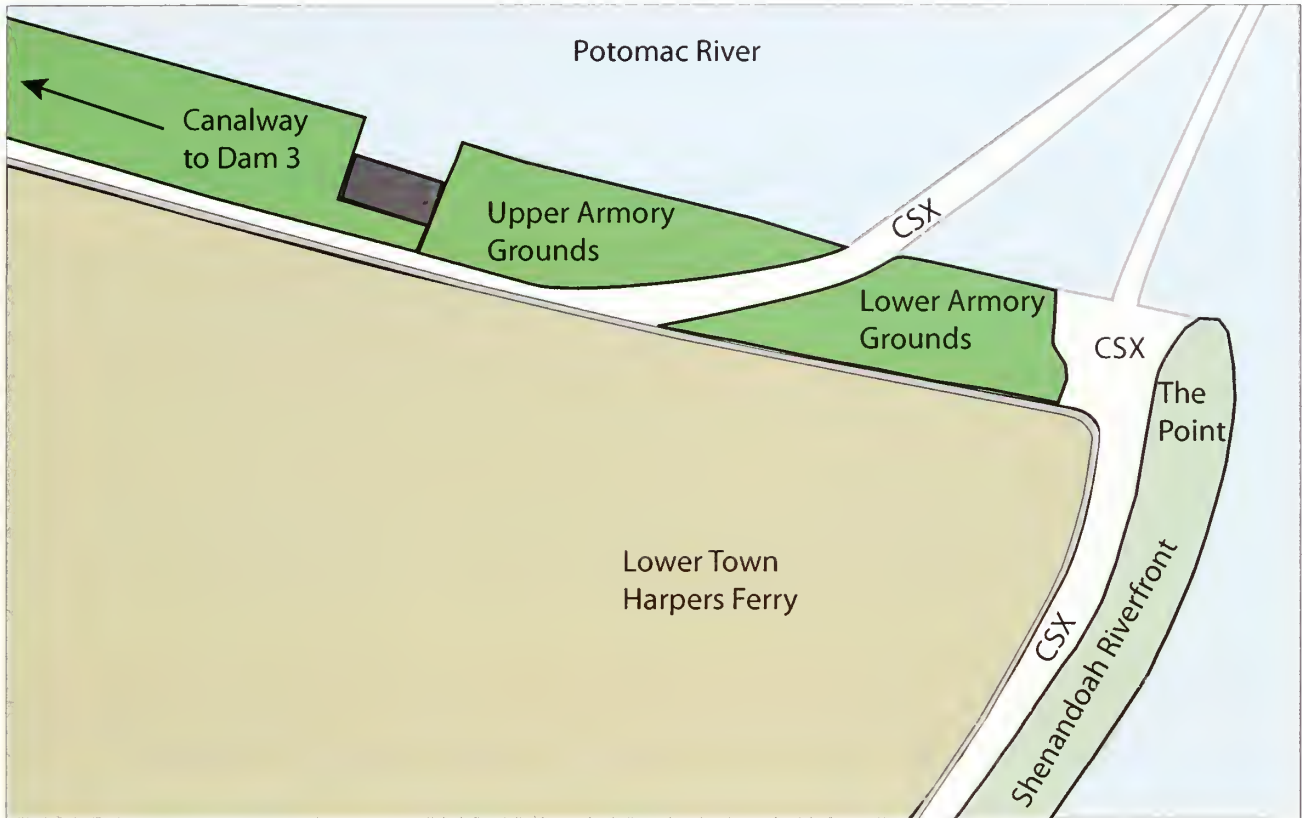 Potomac River
Canalway
to Dam 3
Upper Armory
Grounds
CSX
Lower Armory
Grounds
CSX
The
Point
Lower Town
Harpers Ferry
CSX
Shenandoah Riverfront